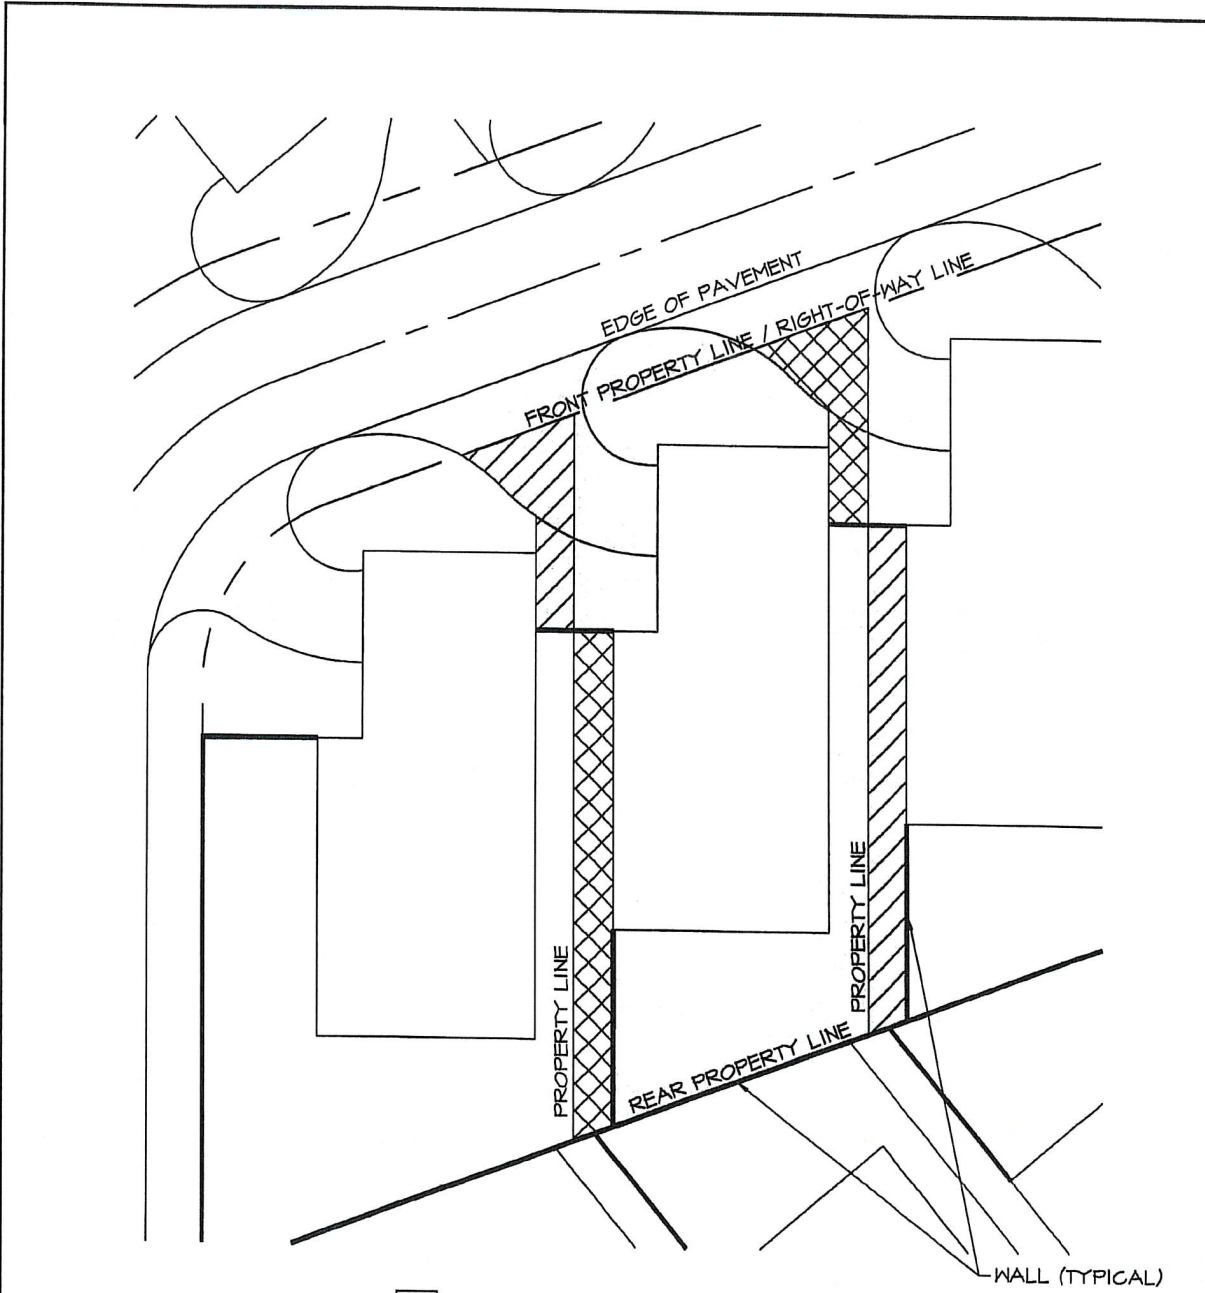 EDGE OF PAVEMENT
FRONT PROPERTY LINE / RIGHT-OF-WAY LINE
PROPERTY LINE
PROPERTY LINE
REAR PROPERTY LINE
WALL (TYPICAL)